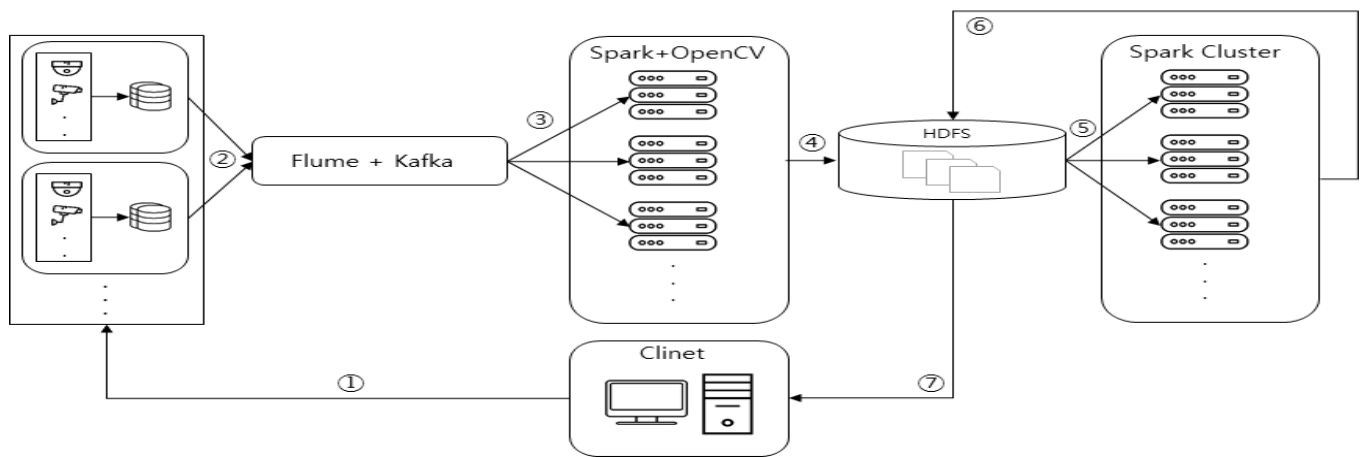 ⑥
Spark+OpenCV
Spark Cluster
③
HDFS
⑤
②
Flume + Kafka
④
Clinet
①
⑦